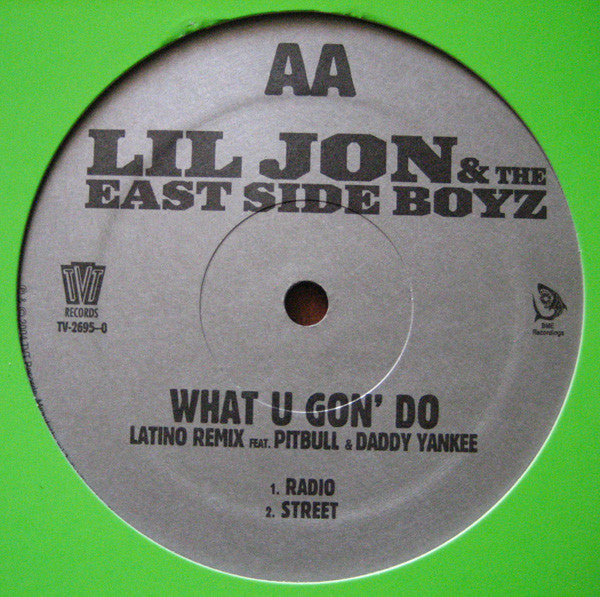 AA
LIL JON & THE
EAST SIDE BOYZ
TVT
RECORDS
TV-2695-0
BME
Recordings
WHAT U GON' DO
LATINO REMIX FEAT. PITBULL & DADDY YANKEE
1. RADIO
2. STREET